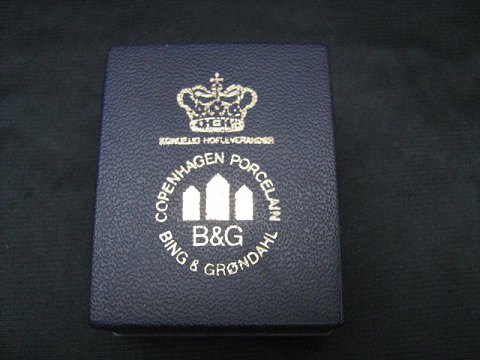 KONGELIG HOFLEVERANDØR
COPENHAGEN PORCELAIN
B&G
BING & GRØNDAHL